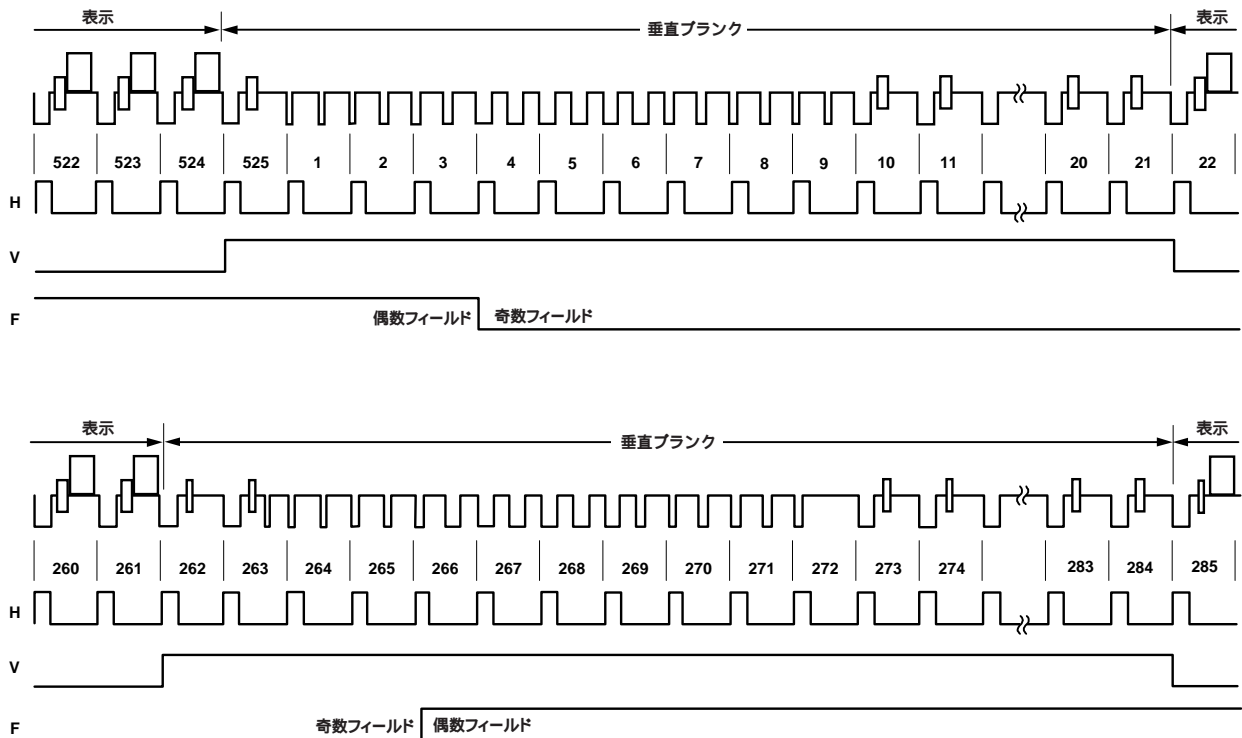 表示 垂直ブランク 表示
522 523 524 525 1 2 3 4 5 6 7 8 9 10 11 20 21 22
H
V
F 偶数フィールド 奇数フィールド
表示 垂直ブランク 表示
260 261 262 263 264 265 266 267 268 269 270 271 272 273 274 283 284 285
H
V
F 奇数フィールド 偶数フィールド